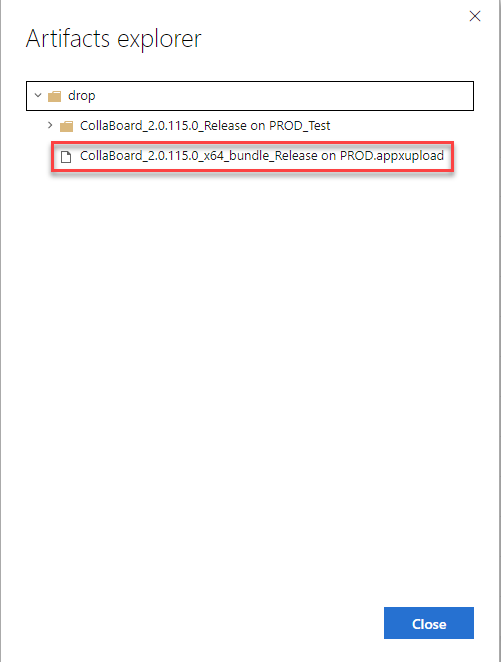 Artifacts explorer
drop
CollaBoard_2.0.115.0_Release on PROD_Test
CollaBoard_2.0.115.0_x64_bundle_Release on PROD.appxupload
Close